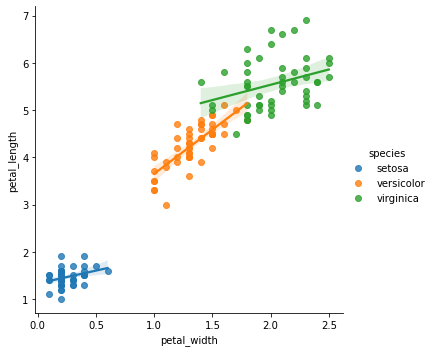 7
6
5
4
3
2
1
petal_length
0.0 0.5 1.0 1.5 2.0 2.5
petal_width
species
setosa
versicolor
virginica